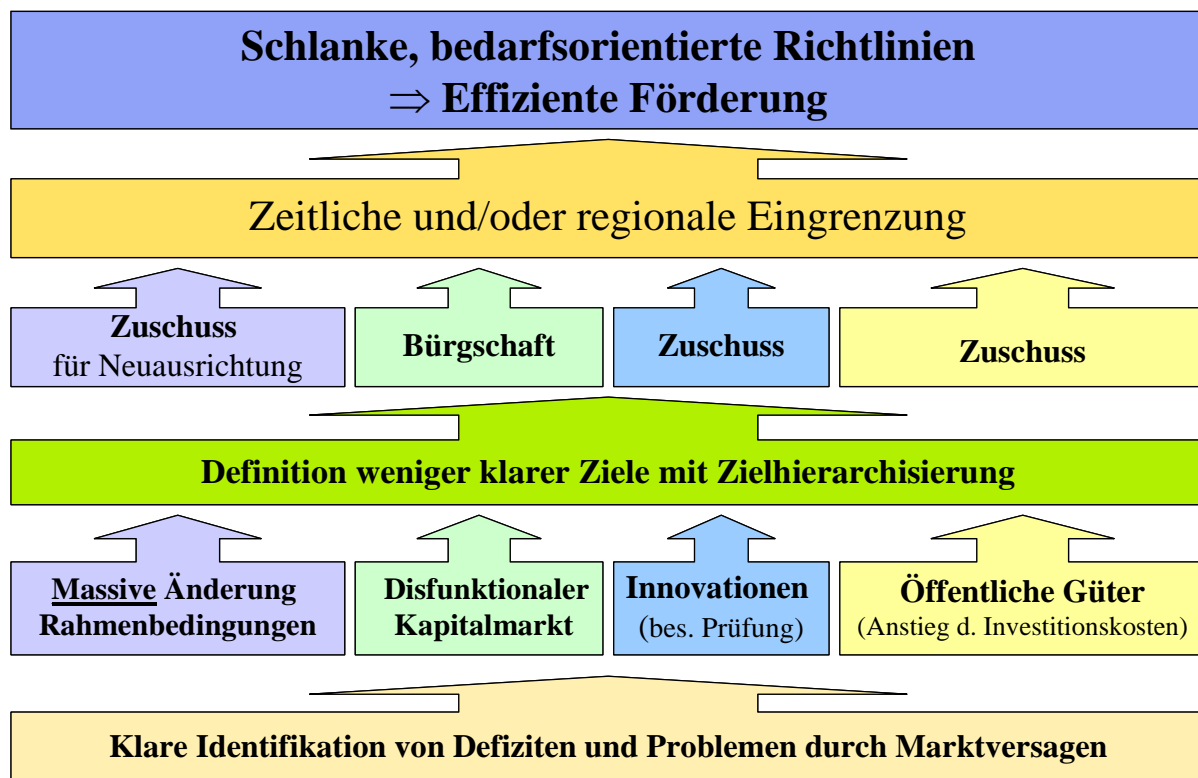 Schlanke, bedarfsorientierte Richtlinien
⇒ Effiziente Förderung
Zeitliche und/oder regionale Eingrenzung
Zuschuss
für Neuausrichtung
Bürgschaft
Zuschuss
Zuschuss
Definition weniger klarer Ziele mit Zielhierarchisierung
Massive Änderung
Rahmenbedingungen
Disfunktionaler
Kapitalmarkt
Innovationen
(bes. Prüfung)
Öffentliche Güter
(Anstieg d. Investitionskosten)
Klare Identifikation von Defiziten und Problemen durch Marktversagen